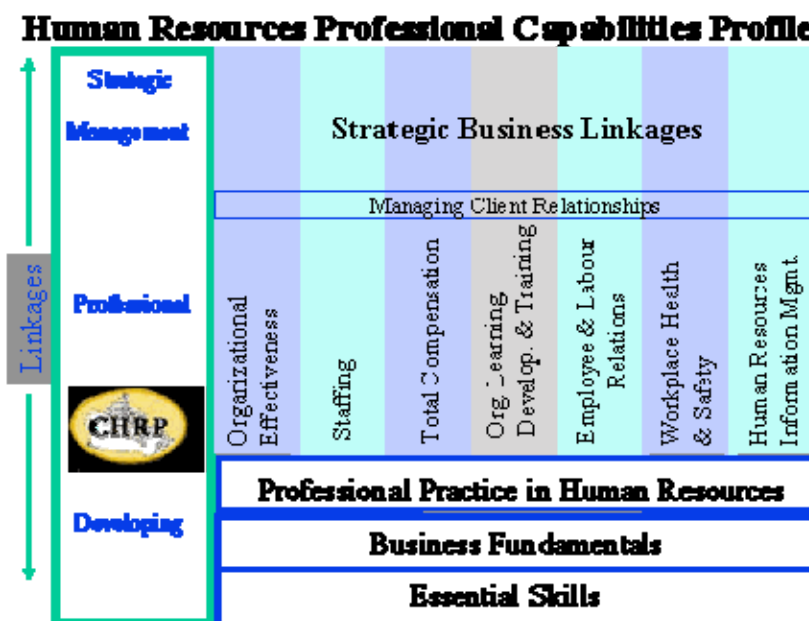 Human Resources Professional Capabilities Profile
Strategic
Management
Strategic Business Linkages
Managing Client Relationships
Linkages
Professional
CHRP
Developing
Organizational
Effectiveness
Staffing
Total Compensation
Org. Learning,
Develop. & Training
Employee & Labour
Relations
Workplace Health
& Safety
Human Resources
Information Mgnt.
Professional Practice in Human Resources
Business Fundamentals
Essential Skills